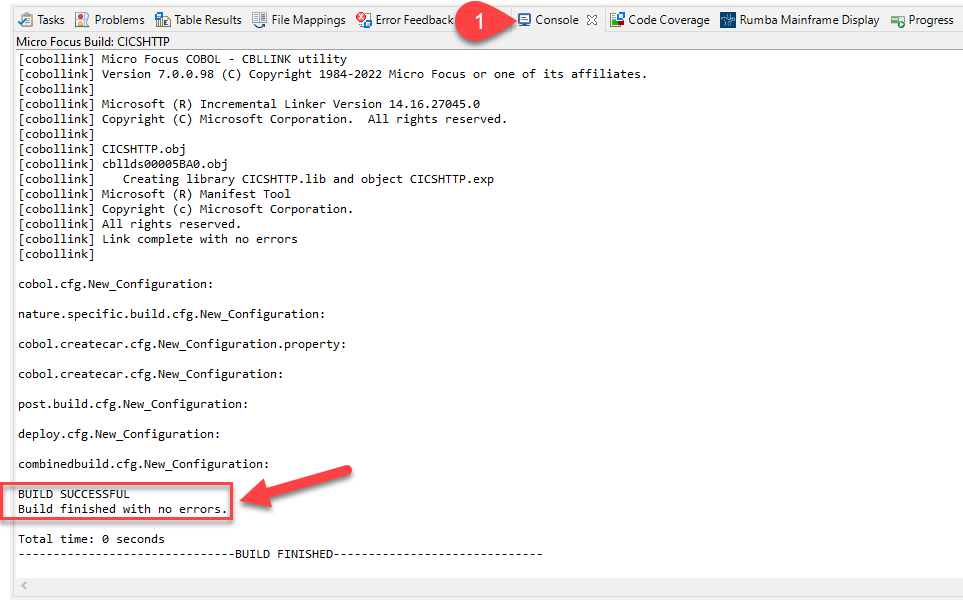 Tasks Problems Table Results File Mappings Error Feedback 1 Console Code Coverage Rumba Mainframe Display Progress
Micro Focus Build: CICSHTTP
[cobollink] Micro Focus COBOL - CBLLINK utility
[cobollink] Version 7.0.0.98 (C) Copyright 1984-2022 Micro Focus or one of its affiliates.
[cobollink]
[cobollink] Microsoft (R) Incremental Linker Version 14.16.27045.0
[cobollink] Copyright (C) Microsoft Corporation.  All rights reserved.
[cobollink]
[cobollink] CICSHTTP.obj
[cobollink] cbllds00005BA0.obj
[cobollink]    Creating library CICSHTTP.lib and object CICSHTTP.exp
[cobollink] Microsoft (R) Manifest Tool
[cobollink] Copyright (c) Microsoft Corporation.
[cobollink] All rights reserved.
[cobollink] Link complete with no errors
[cobollink]
cobol.cfg.New_Configuration:
nature.specific.build.cfg.New_Configuration:
cobol.createcar.cfg.New_Configuration.property:
cobol.createcar.cfg.New_Configuration:
post.build.cfg.New_Configuration:
deploy.cfg.New_Configuration:
combinedbuild.cfg.New_Configuration:
BUILD SUCCESSFUL
Build finished with no errors.
Total time: 0 seconds
-------------------------------BUILD FINISHED------------------------------